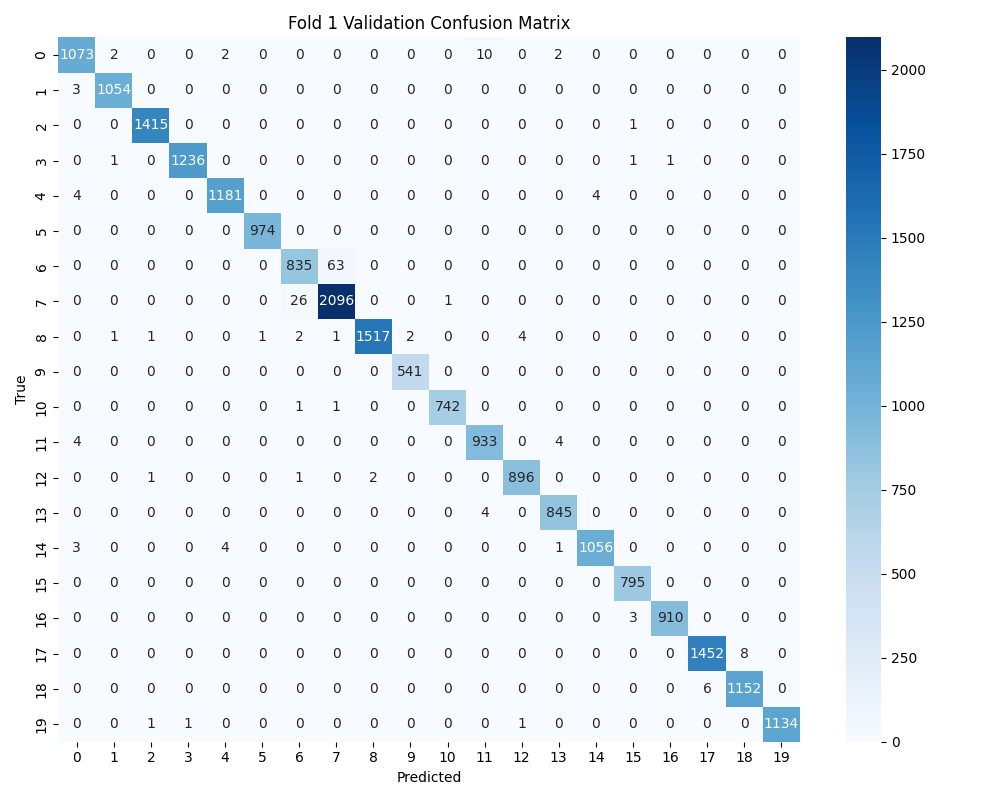 Fold 1 Validation Confusion Matrix
0 1073 2 0 0 2 0 0 0 0 0 0 10 0 2 0 0 0 0 0 0
1 3 1054 0 0 0 0 0 0 0 0 0 0 0 0 0 0 0 0 0 0
2 0 0 1415 0 0 0 0 0 0 0 0 0 0 0 0 1 0 0 0 0
3 0 1 0 1236 0 0 0 0 0 0 0 0 0 0 0 1 1 0 0 0
4 4 0 0 0 1181 0 0 0 0 0 0 0 0 0 4 0 0 0 0 0
5 0 0 0 0 0 974 0 0 0 0 0 0 0 0 0 0 0 0 0 0
6 0 0 0 0 0 0 835 63 0 0 0 0 0 0 0 0 0 0 0 0
7 0 0 0 0 0 0 26 2096 0 0 1 0 0 0 0 0 0 0 0 0
8 0 1 1 0 0 1 2 1 1517 2 0 0 4 0 0 0 0 0 0 0
9 0 0 0 0 0 0 0 0 0 541 0 0 0 0 0 0 0 0 0 0
10 0 0 0 0 0 0 1 1 0 0 742 0 0 0 0 0 0 0 0 0
11 4 0 0 0 0 0 0 0 0 0 0 933 0 4 0 0 0 0 0 0
12 0 0 1 0 0 0 1 0 2 0 0 0 896 0 0 0 0 0 0 0
13 0 0 0 0 0 0 0 0 0 0 0 4 0 845 0 0 0 0 0 0
14 3 0 0 0 4 0 0 0 0 0 0 0 0 1 1056 0 0 0 0 0
15 0 0 0 0 0 0 0 0 0 0 0 0 0 0 0 795 0 0 0 0
16 0 0 0 0 0 0 0 0 0 0 0 0 0 0 0 3 910 0 0 0
17 0 0 0 0 0 0 0 0 0 0 0 0 0 0 0 0 0 1452 8 0
18 0 0 0 0 0 0 0 0 0 0 0 0 0 0 0 0 0 6 1152 0
19 0 0 1 1 0 0 0 0 0 0 0 0 1 0 0 0 0 0 0 1134
0 1 2 3 4 5 6 7 8 9 10 11 12 13 14 15 16 17 18 19
Predicted
True
2000
1750
1500
1250
1000
750
500
250
0